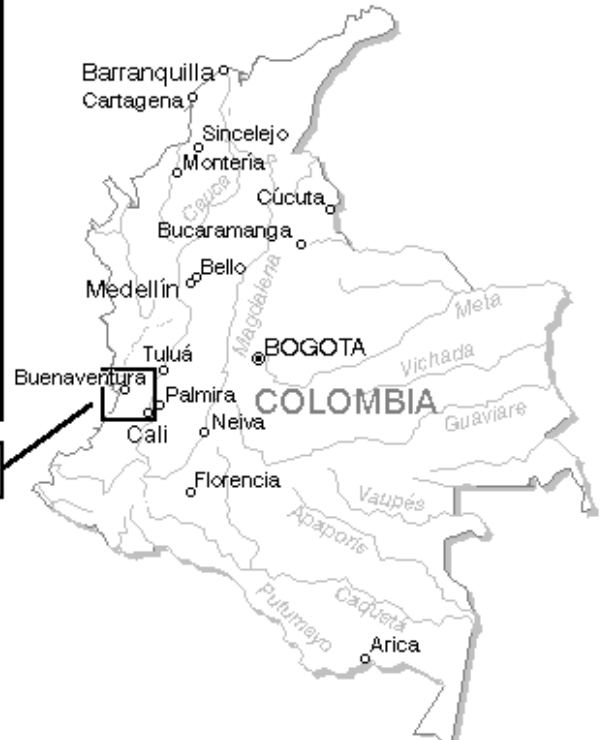 Barranquilla
Cartagena
Sincelejo
Montería
Cauca
Cúcuta
Bucaramanga
Bello
Medellín
Magdalena
Meta
Tuluá
BOGOTA
Vichada
Buenaventura
Palmira
COLOMBIA
Guaviare
Cali
Neiva
Florencia
Vaupés
Apaporis
Putumayo
Caquetá
Arica